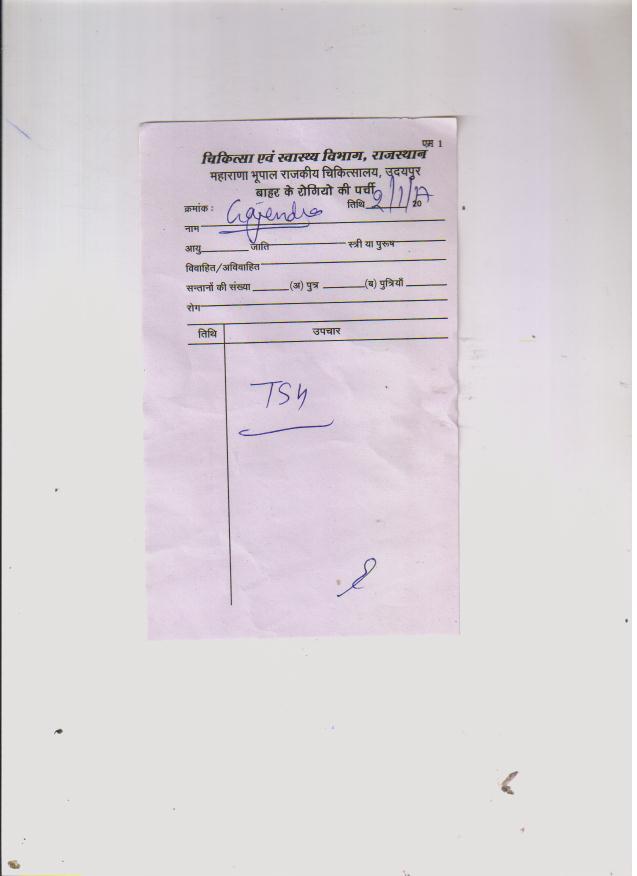 एम 1
चिकित्सा एवं स्वास्थ्य विभाग, राजस्थान
महाराणा भूपाल राजकीय चिकित्सालय, उदयपुर
बाहर के रोगियो की पर्ची
क्रमांक : तिथि 2/1/17 20
नाम Gajendra
आयु जाति स्त्री या पुरूष
विवाहित/अविवाहित
सन्तानों की संख्या (अ) पुत्र (ब) पुत्रियाँ
रोग
तिथि उपचार
TSH